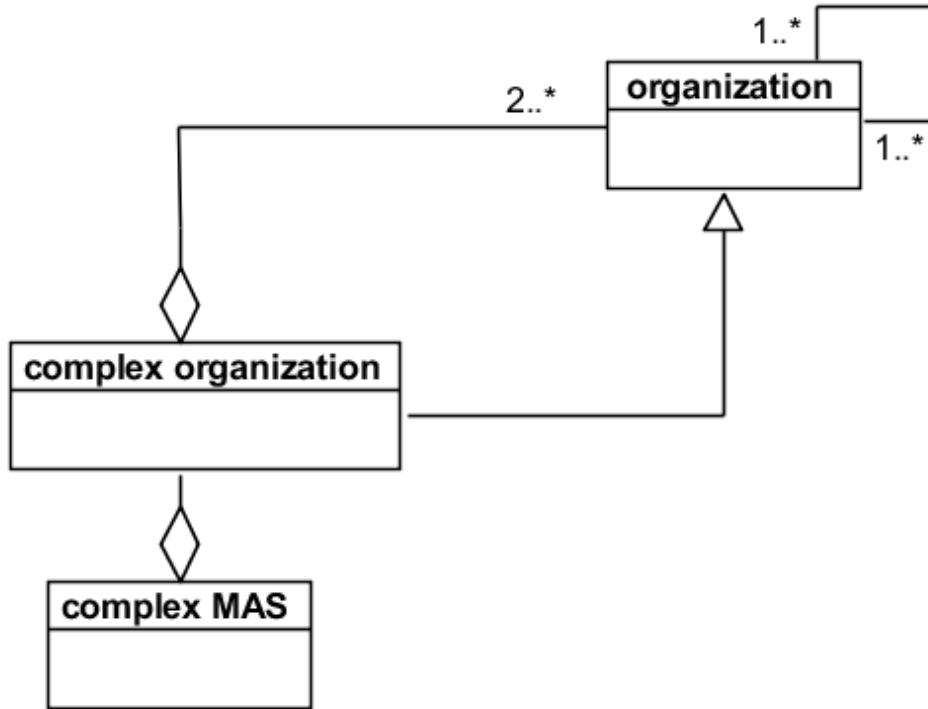 1..*
organization
2..*
1..*
complex organization
complex MAS